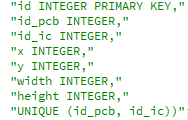 "id INTEGER PRIMARY KEY,"
"id_pcb INTEGER,"
"id_ic INTEGER,"
"x INTEGER,"
"y INTEGER,"
"width INTEGER,"
"height INTEGER,"
"UNIQUE (id_pcb, id_ic))";